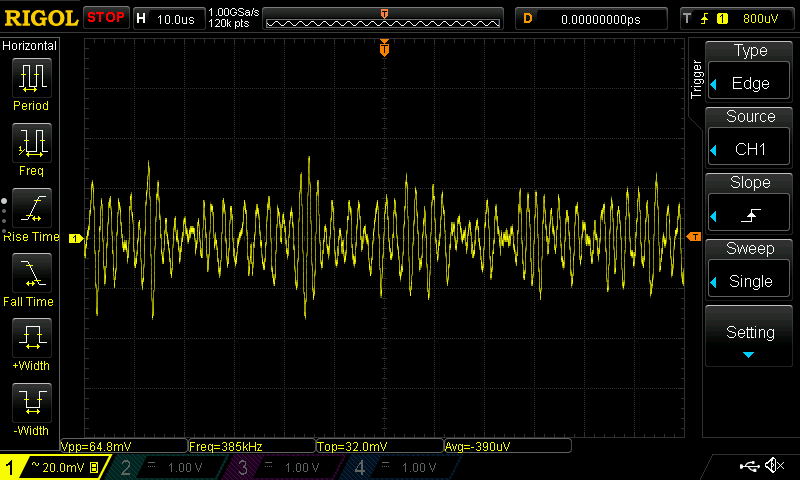 RIGOL STOP H 10.0us 1.00GSa/s 120k pts T D 0.00000000ps T 1 800uV
Horizontal
Period
Freq
Rise Time
Fall Time
+Width
-Width
T
1
T
Trigger
Type
Edge
Source
CH1
Slope
Sweep
Single
Setting
Vpp=64.8mV Freq=385kHz Top=32.0mV Avg=-390uV
1 ~ 20.0mV B 2 1.00 V 3 1.00 V 4 1.00 V